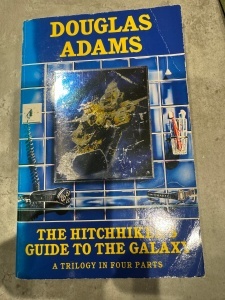 DOUGLAS
ADAMS
THE HITCHHIKER'S
GUIDE TO THE GALAXY
A TRILOGY IN FOUR PARTS